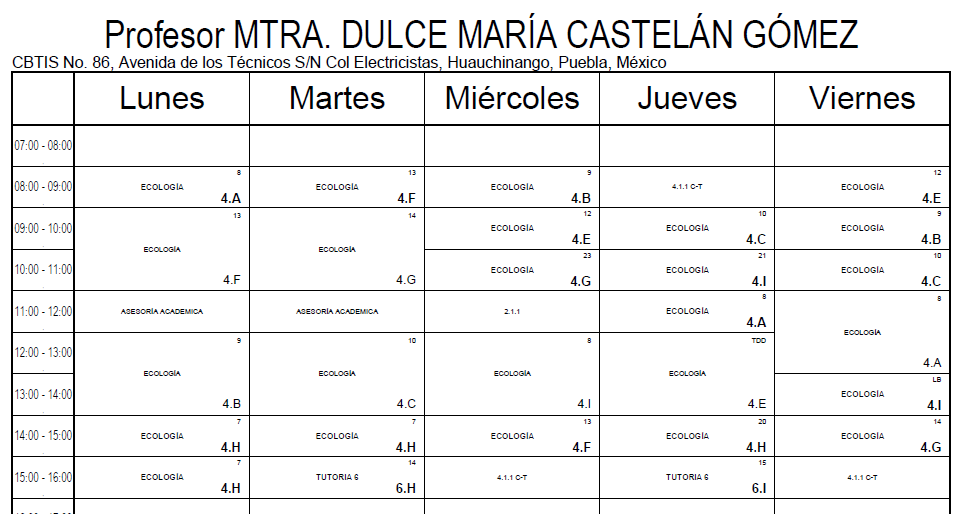 Profesor MTRA. DULCE MARÍA CASTELÁN GÓMEZ
CBTIS No. 86, Avenida de los Técnicos S/N Col Electricistas, Huauchinango, Puebla, México
Lunes Martes Miércoles Jueves Viernes
07:00 - 08:00
8 13 9 12
08:00 - 09:00 ECOLOGÍA ECOLOGÍA ECOLOGÍA 4.1.1 C-T ECOLOGÍA
4.A 4.F 4.B 4.E
13 14 12 10 9
09:00 - 10:00 ECOLOGÍA ECOLOGÍA ECOLOGÍA
4.E 4.C 4.B
ECOLOGÍA ECOLOGÍA
23 21 10
10:00 - 11:00 ECOLOGÍA ECOLOGÍA ECOLOGÍA
4.F 4.G 4.G 4.I 4.C
8 8
11:00 - 12:00 ASESORÍA ACADEMICA ASESORÍA ACADEMICA 2.1.1 ECOLOGÍA
4.A
ECOLOGÍA
9 10 8 TDD
12:00 - 13:00
4.A
ECOLOGÍA ECOLOGÍA ECOLOGÍA ECOLOGÍA
LB
13:00 - 14:00 ECOLOGÍA
4.B 4.C 4.I 4.E 4.I
7 7 13 20 14
14:00 - 15:00 ECOLOGÍA ECOLOGÍA ECOLOGÍA ECOLOGÍA ECOLOGÍA
4.H 4.H 4.F 4.H 4.G
7 14 15
15:00 - 16:00 ECOLOGÍA TUTORIA 6 4.1.1 C-T TUTORIA 6 4.1.1 C-T
4.H 6.H 6.I